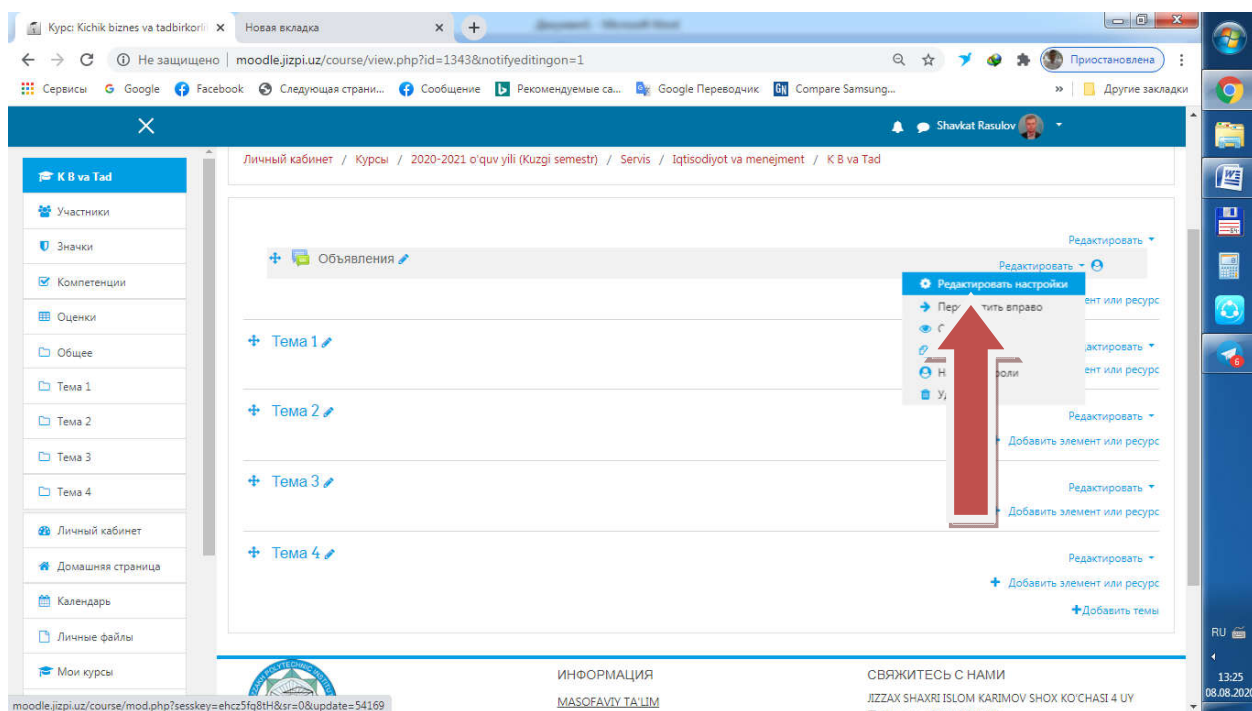 Курс: Kichik biznes va tadbirkorli
Новая вкладка
Не защищено | moodle.jizpi.uz/course/view.php?id=1343&notifyeditingon=1
Приостановлена
Сервисы Google Facebook Следующая страни... Сообщение Рекомендуемые са... Google Переводчик Compare Samsung... » Другие закладки
Shavkat Rasulov
Личный кабинет / Курсы / 2020-2021 o'quv yili (Kuzgi semestr) / Servis / Iqtisodiyot va menejment / K B va Tad
K B va Tad
Участники
Значки
Компетенции
Оценки
Общее
Тема 1
Тема 2
Тема 3
Тема 4
Личный кабинет
Домашняя страница
Календарь
Личные файлы
Мои курсы
Редактировать
Объявления
Редактировать
Редактировать настройки
вправо
ент или ресурс
Тема 1
ент или ресурс
Тема 2
Редактировать
Добавить элемент или ресурс
Тема 3
Редактировать
Добавить элемент или ресурс
Тема 4
Редактировать
Добавить элемент или ресурс
Добавить темы
ИНФОРМАЦИЯ
MASOFAVIY TA'LIM
СВЯЖИТЕСЬ С НАМИ
JIZZAX SHAXRI ISLOM KARIMOV SHOX KO'CHASI 4 UY
moodle.jizpi.uz/course/mod.php?sesskey=ehcz5fq8tH&sr=0&update=54169
64
6
RU
13:25
08.08.2020